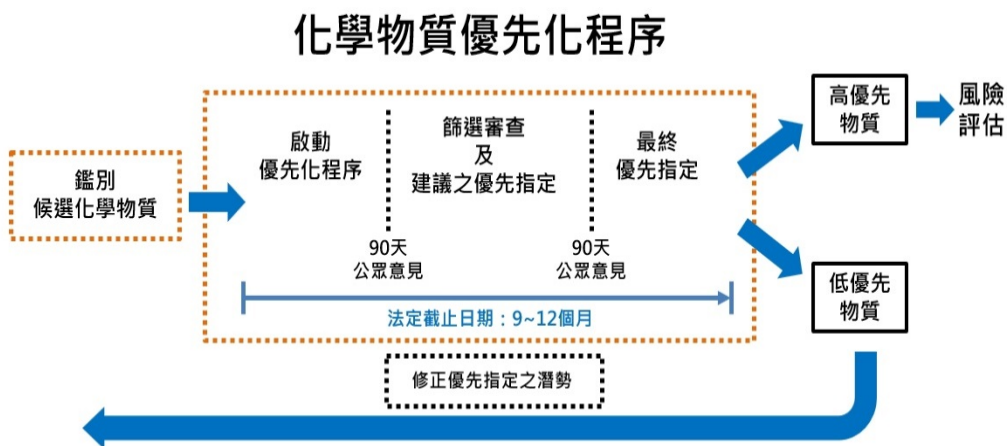 化學物質優先化程序
鑑別
候選化學物質
啟動
優先化程序
篩選審查
及
建議之優先指定
最終
優先指定
90天
公眾意見
90天
公眾意見
法定截止日期：9~12個月
高優先
物質
風險
評估
低優先
物質
修正優先指定之潛勢